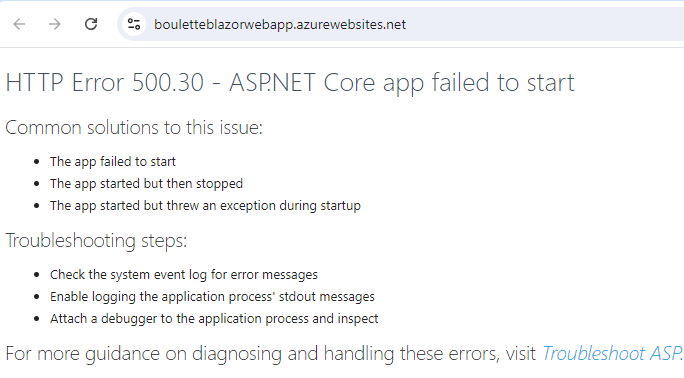 bouletteblazorwebapp.azurewebsites.net
HTTP Error 500.30 - ASP.NET Core app failed to start
Common solutions to this issue:
• The app failed to start
• The app started but then stopped
• The app started but threw an exception during startup
Troubleshooting steps:
• Check the system event log for error messages
• Enable logging the application process' stdout messages
• Attach a debugger to the application process and inspect
For more guidance on diagnosing and handling these errors, visit Troubleshoot ASP.